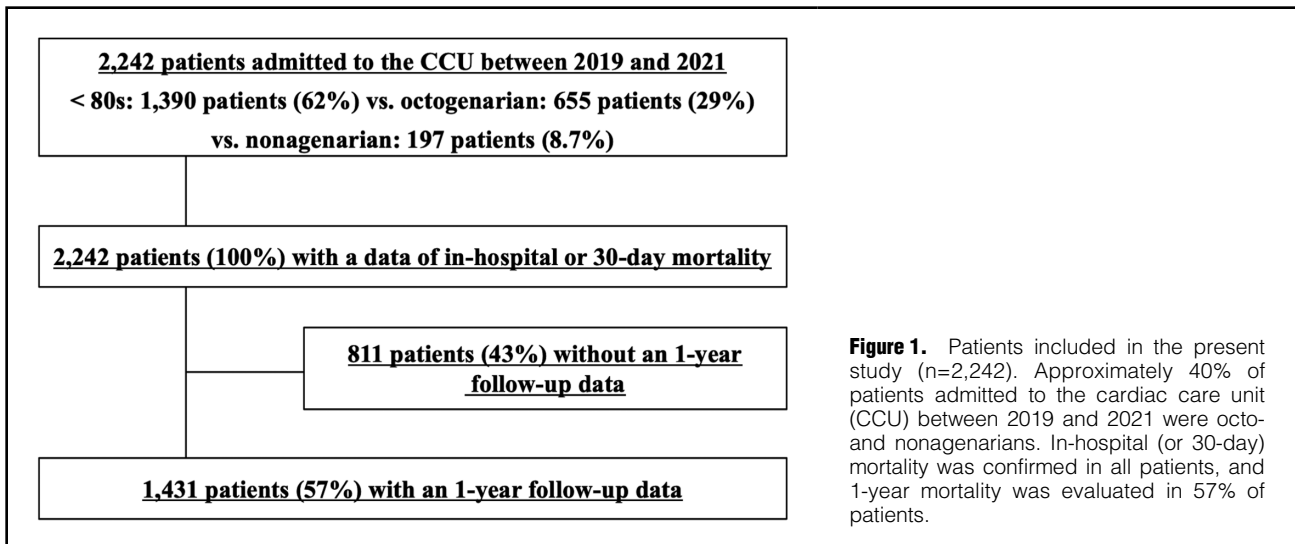 2,242 patients admitted to the CCU between 2019 and 2021
< 80s: 1,390 patients (62%) vs. octogenarian: 655 patients (29%)
vs. nonagenarian: 197 patients (8.7%)
2,242 patients (100%) with a data of in-hospital or 30-day mortality
811 patients (43%) without an 1-year
follow-up data
1,431 patients (57%) with an 1-year follow-up data
Figure 1. Patients included in the present
study (n=2,242). Approximately 40% of
patients admitted to the cardiac care unit
(CCU) between 2019 and 2021 were octo-
and nonagenarians. In-hospital (or 30-day)
mortality was confirmed in all patients, and
1-year mortality was evaluated in 57% of
patients.